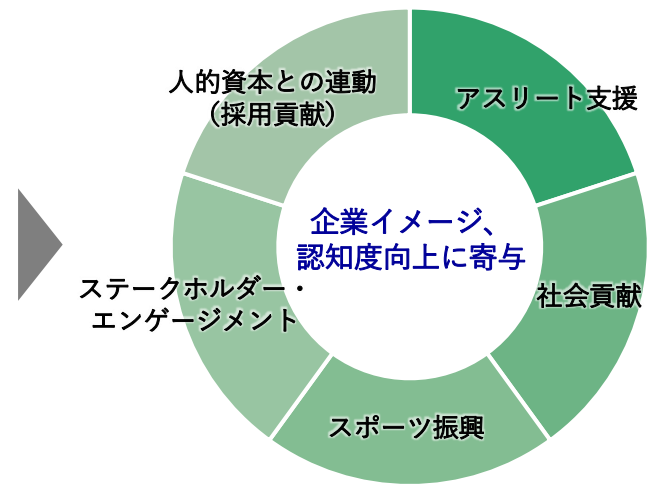 人的資本との連動
（採用貢献）
アスリート支援
企業イメージ、
認知度向上に寄与
ステークホルダー・
エンゲージメント
社会貢献
スポーツ振興